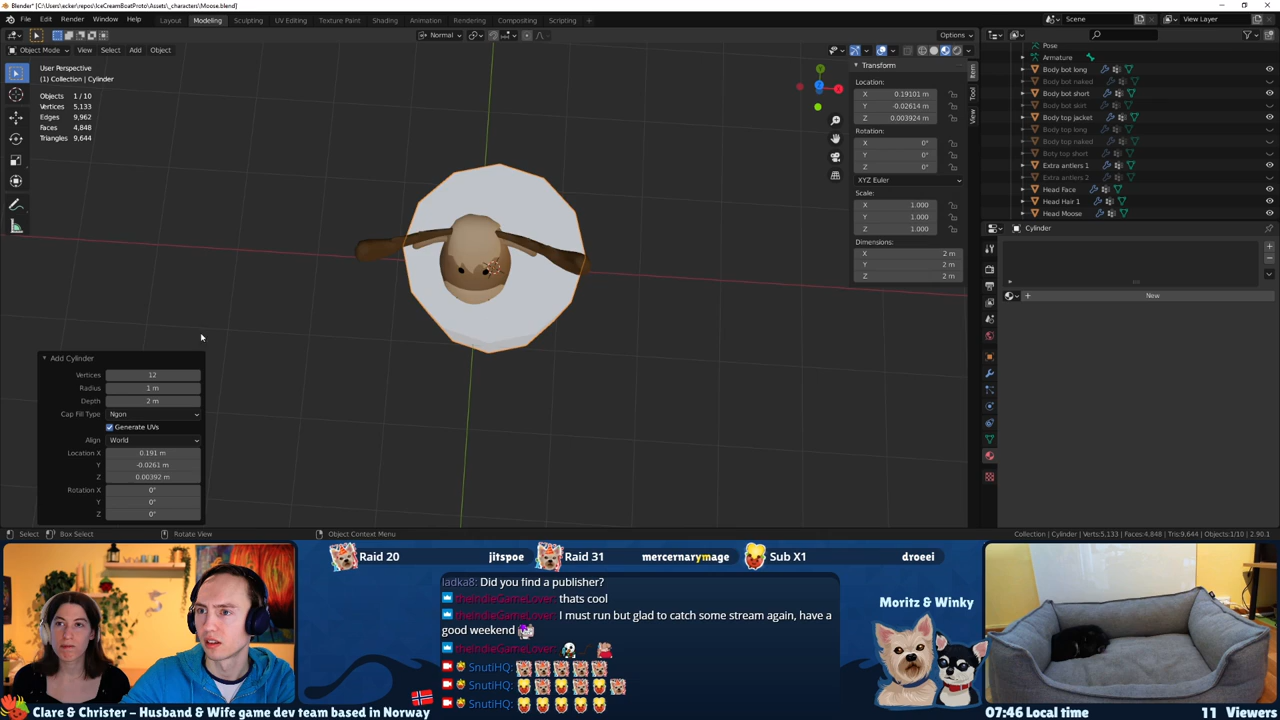 Blender* [C:\Users\ecker\repos\IceCreamBoatProto\Assets\_characters\Moose.blend]
File Edit Render Window Help Layout Modeling Sculpting UV Editing Texture Paint Shading Animation Rendering Compositing Scripting + Scene View Layer
Normal Options
Object Mode View Select Add Object
User Perspective
(1) Collection | Cylinder
Objects 1 / 10
Vertices 5,133
Edges 9,962
Faces 4,848
Triangles 9,644
Y
X
Transform
Location:
X 0.19101 m
Y -0.02614 m
Z 0.003924 m
Rotation:
X 0°
Y 0°
Z 0°
XYZ Euler
Scale:
X 1.000
Y 1.000
Z 1.000
Dimensions:
X 2 m
Y 2 m
Z 2 m
Item
Tool
View
Pose
Armature
Body bot long
Body bot naked
Body bot short
Body bot skirt
Body top jacket
Body top long
Body top naked
Boty top short
Extra antlers 1
Extra antlers 2
Head Face
Head Hair 1
Head Moose
Cylinder
New
Add Cylinder
Vertices 12
Radius 1 m
Depth 2 m
Cap Fill Type Ngon
Generate UVs
Align World
Location X 0.191 m
Y -0.0261 m
Z 0.00392 m
Rotation X 0°
Y 0°
Z 0°
Select Box Select Rotate View Object Context Menu
Collection | Cylinder | Verts:5,133 | Faces:4,848 | Tris:9,644 | Objects:1/10 | 2.90.1
Raid 20 jitspoe Raid 31 mercernarymage Sub X1 droeei
ladka8: Did you find a publisher?
theIndieGameLover: thats cool
theIndieGameLover: I must run but glad to catch some stream again, have a
good weekend
theIndieGameLover:
SnutiHQ:
SnutiHQ:
SnutiHQ:
Moritz & Winky
Clare & Christer – Husband & Wife game dev team based in Norway
07:46 Local time 11 Viewers